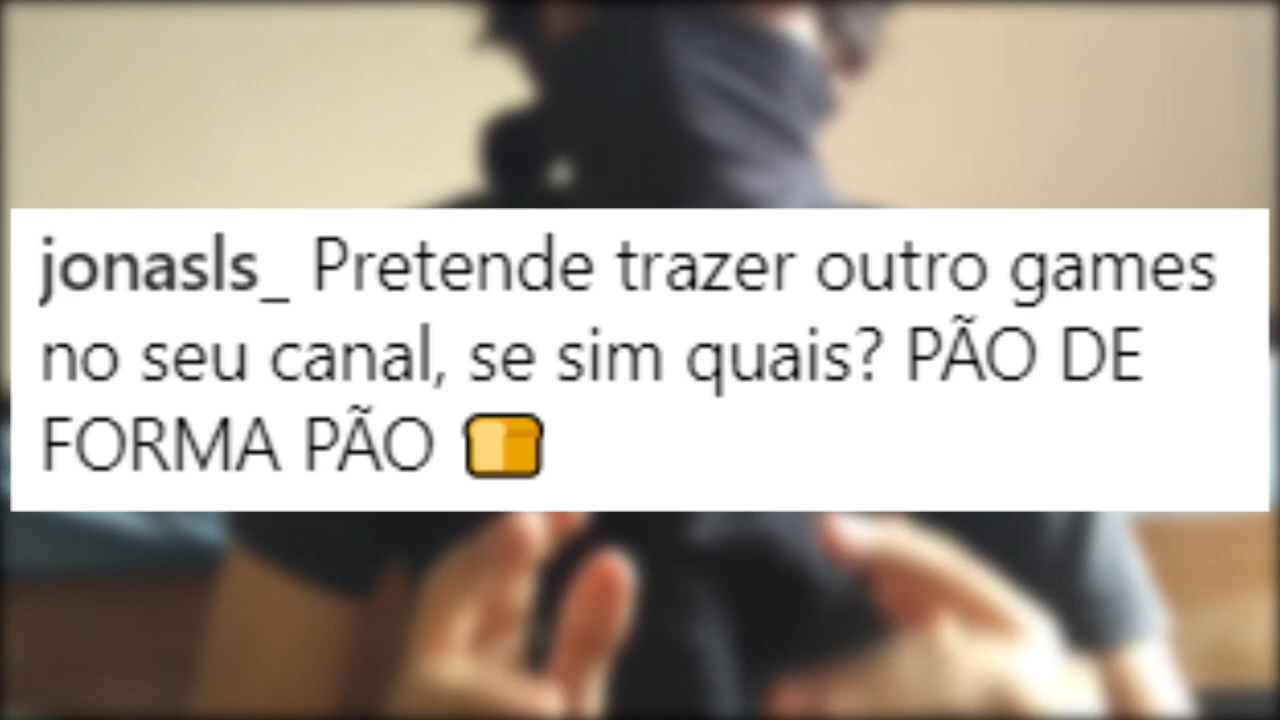 jonasls_ Pretende trazer outro games
no seu canal, se sim quais? PÃO DE
FORMA PÃO 🍞